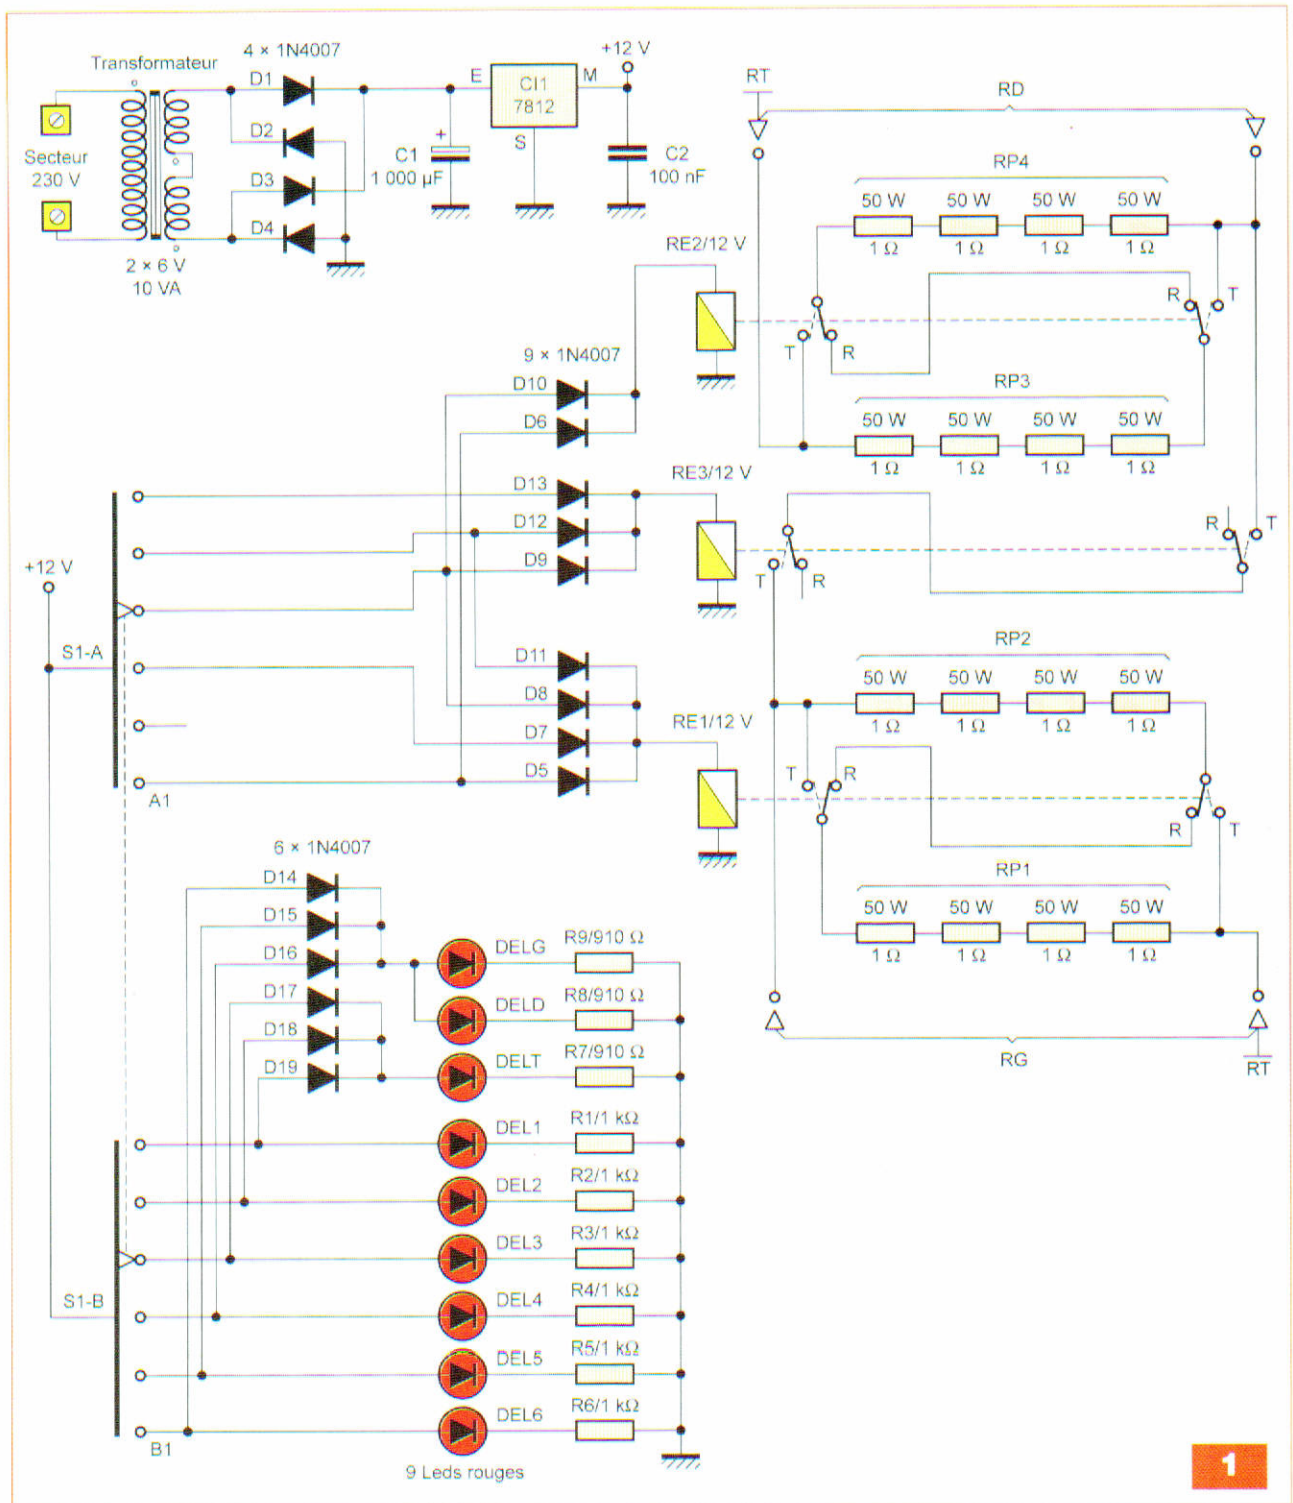 4 × 1N4007
Transformateur
D1
D2
D3
D4
Secteur
230 V
2 × 6 V
10 VA
E
CI1
7812
M
S
+12 V
+
C1
1 000 µF
C2
100 nF
RT
RD
RP4
50 W 50 W 50 W 50 W
1 Ω 1 Ω 1 Ω 1 Ω
RE2/12 V
R T
T R
RP3
50 W 50 W 50 W 50 W
1 Ω 1 Ω 1 Ω 1 Ω
9 × 1N4007
D10
D6
D13
D12
D9
D11
D8
D7
D5
RE3/12 V
R T
T R
+12 V
S1-A
A1
RP2
50 W 50 W 50 W 50 W
1 Ω 1 Ω 1 Ω 1 Ω
RE1/12 V
T R
R T
RP1
50 W 50 W 50 W 50 W
1 Ω 1 Ω 1 Ω 1 Ω
RG
RT
6 × 1N4007
D14
D15
D16
D17
D18
D19
DELG R9/910 Ω
DELD R8/910 Ω
DELT R7/910 Ω
DEL1 R1/1 kΩ
DEL2 R2/1 kΩ
DEL3 R3/1 kΩ
DEL4 R4/1 kΩ
DEL5 R5/1 kΩ
DEL6 R6/1 kΩ
S1-B
B1
9 Leds rouges
1